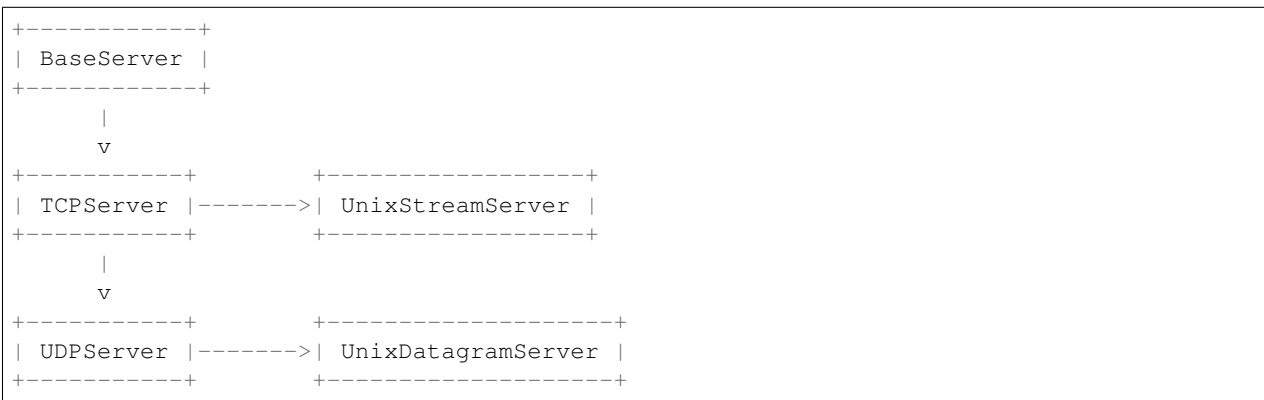 +------------+
| BaseServer |
+------------+
      |
      v
+-----------+        +------------------+
| TCPServer |------->| UnixStreamServer |
+-----------+        +------------------+
      |
      v
+-----------+        +--------------------+
| UDPServer |------->| UnixDatagramServer |
+-----------+        +--------------------+